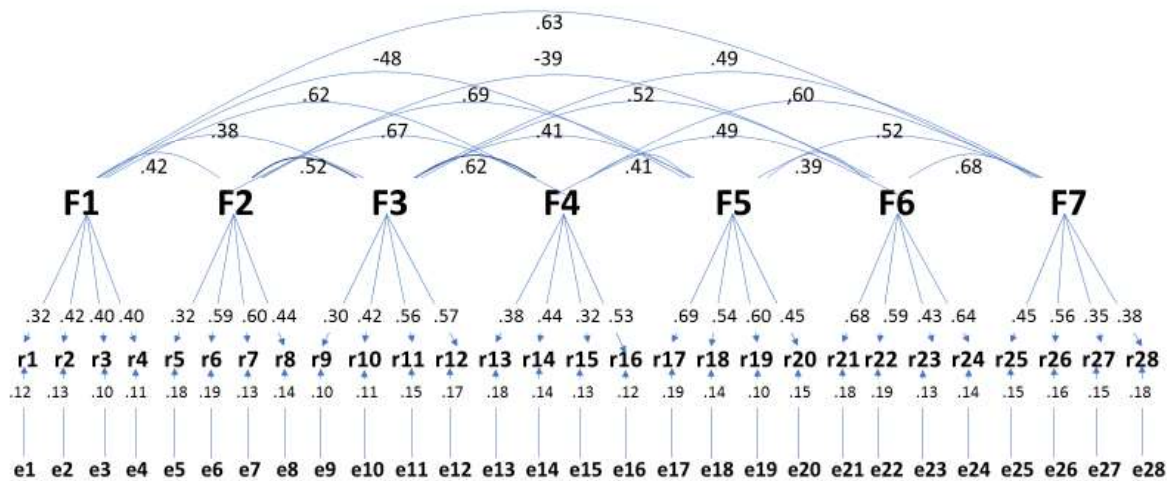 .63
-48 -39 .49
.62 .69 .52 ,60
.38 .67 .41 .49 .52
.42 .52 .62 .41 .39 .68
F1 F2 F3 F4 F5 F6 F7
.32 .42 .40 .40 .32 .59 .60 .44 .30 .42 .56 .57 .38 .44 .32 .53 .69 .54 .60 .45 .68 .59 .43 .64 .45 .56 .35 .38
r1 r2 r3 r4 r5 r6 r7 r8 r9 r10 r11 r12 r13 r14 r15 r16 r17 r18 r19 r20 r21 r22 r23 r24 r25 r26 r27 r28
.12 .13 .10 .11 .18 .19 .13 .14 .10 .11 .15 .17 .18 .14 .13 .12 .19 .14 .10 .15 .18 .19 .13 .14 .15 .16 .15 .18
e1 e2 e3 e4 e5 e6 e7 e8 e9 e10 e11 e12 e13 e14 e15 e16 e17 e18 e19 e20 e21 e22 e23 e24 e25 e26 e27 e28